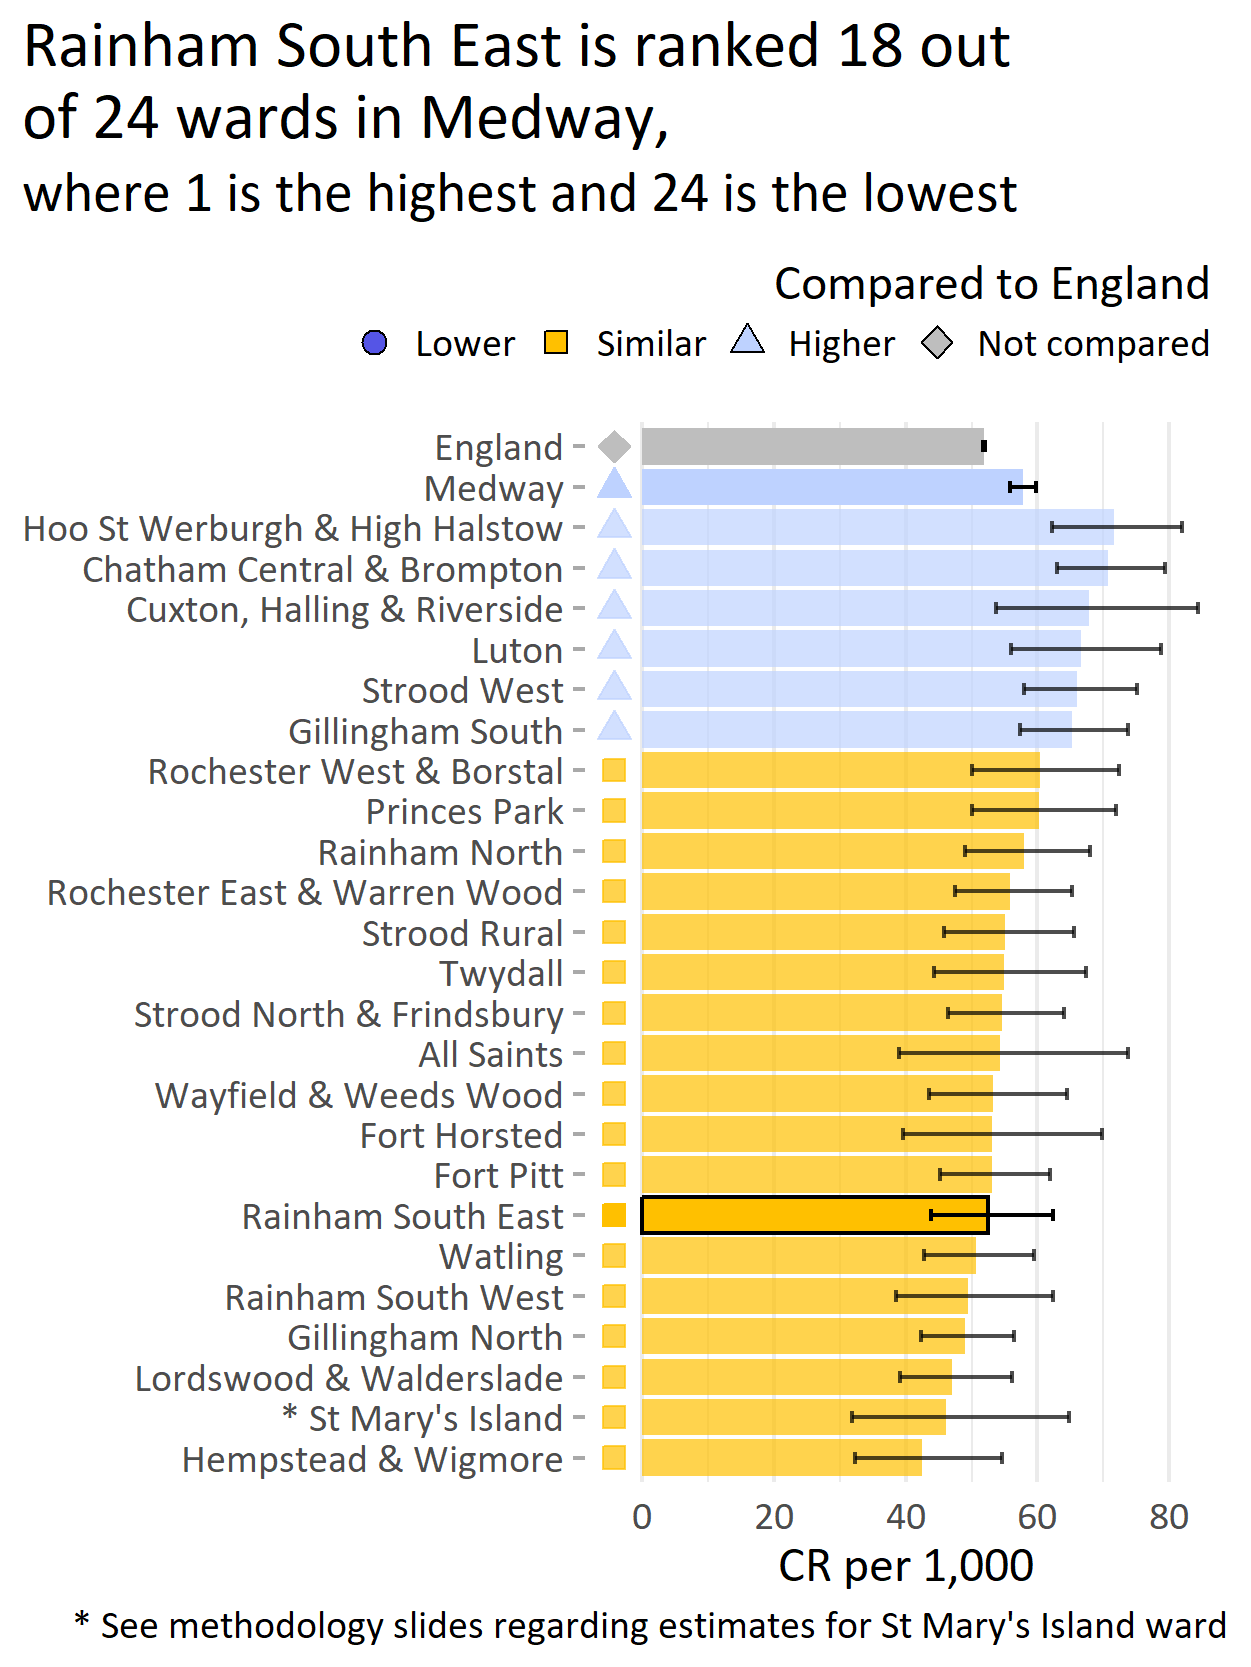 Rainham South East is ranked 18 out
of 24 wards in Medway,
where 1 is the highest and 24 is the lowest
Compared to England
Lower Similar Higher Not compared
England
Medway
Hoo St Werburgh & High Halstow
Chatham Central & Brompton
Cuxton, Halling & Riverside
Luton
Strood West
Gillingham South
Rochester West & Borstal
Princes Park
Rainham North
Rochester East & Warren Wood
Strood Rural
Twydall
Strood North & Frindsbury
All Saints
Wayfield & Weeds Wood
Fort Horsted
Fort Pitt
Rainham South East
Watling
Rainham South West
Gillingham North
Lordswood & Walderslade
* St Mary's Island
Hempstead & Wigmore
0 20 40 60 80
CR per 1,000
* See methodology slides regarding estimates for St Mary's Island ward